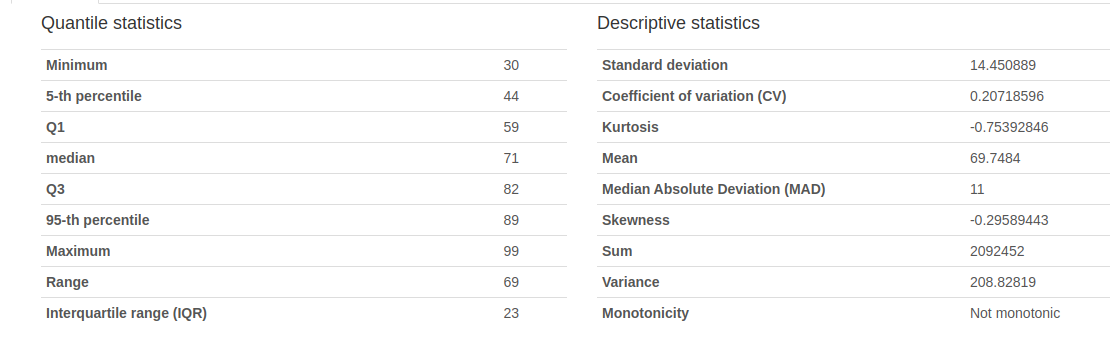 Quantile statistics
Minimum 30
5-th percentile 44
Q1 59
median 71
Q3 82
95-th percentile 89
Maximum 99
Range 69
Interquartile range (IQR) 23
Descriptive statistics
Standard deviation 14.450889
Coefficient of variation (CV) 0.20718596
Kurtosis -0.75392846
Mean 69.7484
Median Absolute Deviation (MAD) 11
Skewness -0.29589443
Sum 2092452
Variance 208.82819
Monotonicity Not monotonic